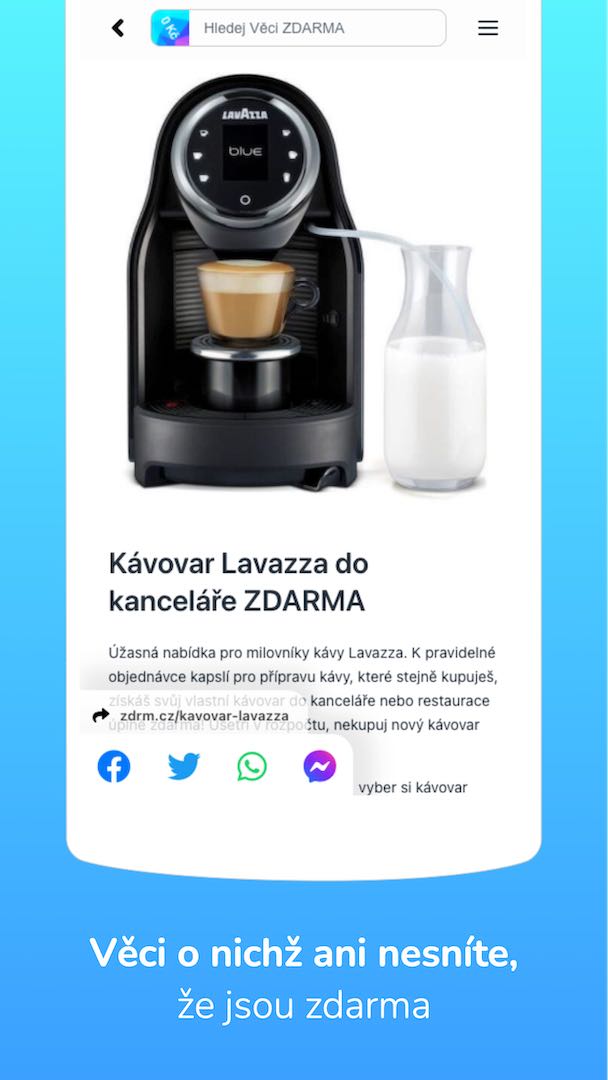 0 Kč
Hledej Věci ZDARMA
LAVAZZA
blue
Kávovar Lavazza do
kanceláře ZDARMA
Úžasná nabídka pro milovníky kávy Lavazza. K pravidelné
objednávce kapslí pro přípravu kávy, které stejně kupuješ,
získáš svůj vlastní kávovar do kanceláře nebo restaurace
zdrm.cz/kavovar-lavazza
úplně zdarma! Ušetři v rozpočtu, nekupuj nový kávovar
vyber si kávovar
Věci o nichž ani nesníte,
že jsou zdarma